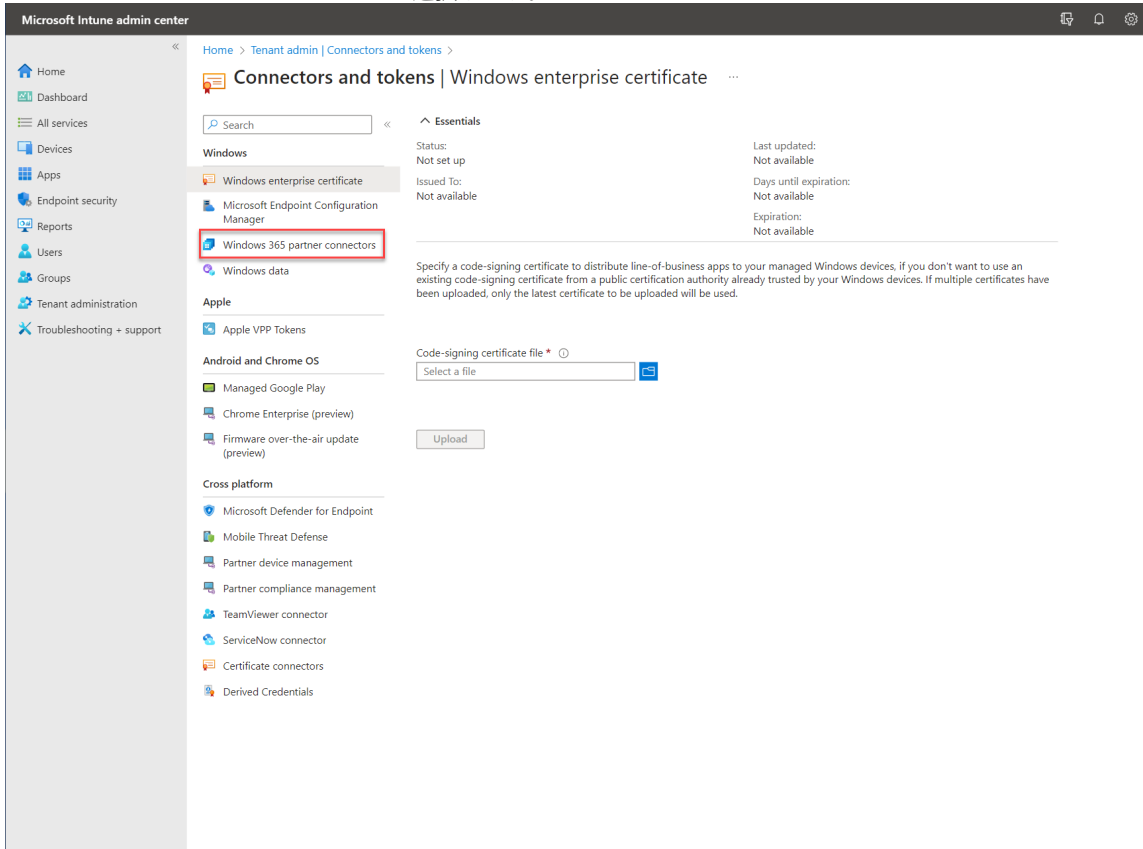 Microsoft Intune admin center
Home
Dashboard
All services
Devices
Apps
Endpoint security
Reports
Users
Groups
Tenant administration
Troubleshooting + support
Home > Tenant admin | Connectors and tokens >
Connectors and tokens | Windows enterprise certificate ...
Search
Windows
Windows enterprise certificate
Microsoft Endpoint Configuration
Manager
Windows 365 partner connectors
Windows data
Apple
Apple VPP Tokens
Android and Chrome OS
Managed Google Play
Chrome Enterprise (preview)
Firmware over-the-air update
(preview)
Cross platform
Microsoft Defender for Endpoint
Mobile Threat Defense
Partner device management
Partner compliance management
TeamViewer connector
ServiceNow connector
Certificate connectors
Derived Credentials
Essentials
Status:
Not set up
Issued To:
Not available
Last updated:
Not available
Days until expiration:
Not available
Expiration:
Not available
Specify a code-signing certificate to distribute line-of-business apps to your managed Windows devices, if you don't want to use an
existing code-signing certificate from a public certification authority already trusted by your Windows devices. If multiple certificates have
been uploaded, only the latest certificate to be uploaded will be used.
Code-signing certificate file *
Select a file
Upload